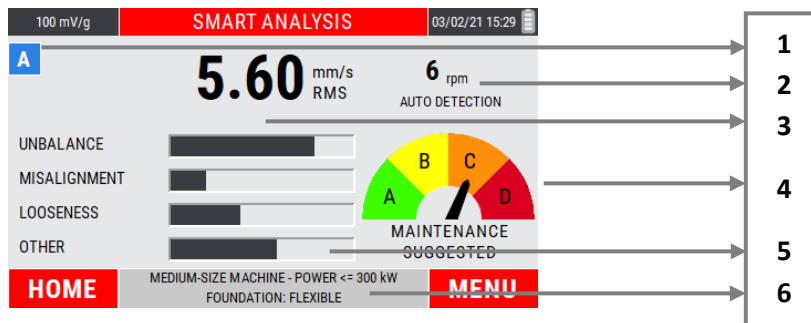 100 mV/g SMART ANALYSIS 03/02/21 15:29
A 1
5.60 mm/s RMS 6 rpm 2
AUTO DETECTION
3
UNBALANCE
B C
MISALIGNMENT
A D 4
LOOSENESS
MAINTENANCE
OTHER SUGGESTED 5
HOME MEDIUM-SIZE MACHINE - POWER <= 300 kW MENU 6
FOUNDATION: FLEXIBLE